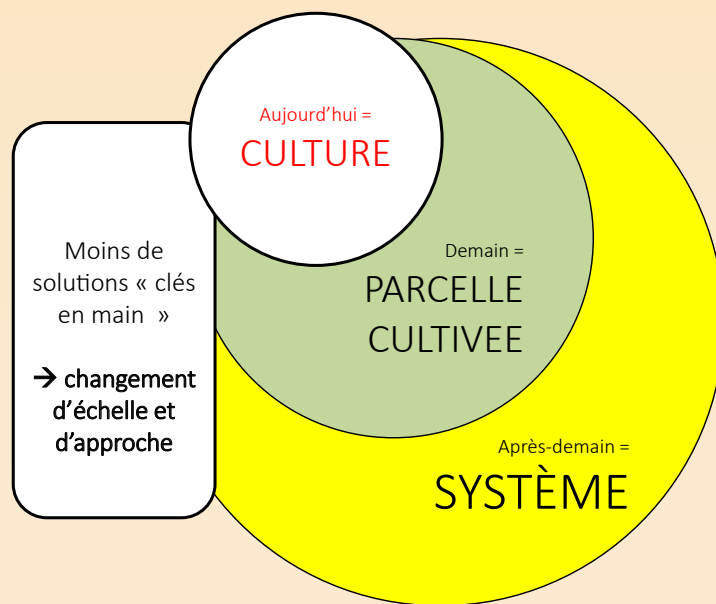 Aujourd’hui =
CULTURE
Moins de
solutions « clés
en main  »
→ changement
d’échelle et
d’approche
Demain =
PARCELLE
CULTIVEE
Après-demain =
SYSTÈME